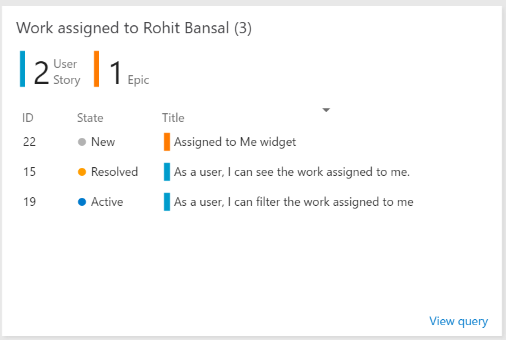 Work assigned to Rohit Bansal (3)
2 User Story 1 Epic
ID State Title
22 New Assigned to Me widget
15 Resolved As a user, I can see the work assigned to me.
19 Active As a user, I can filter the work assigned to me
View query